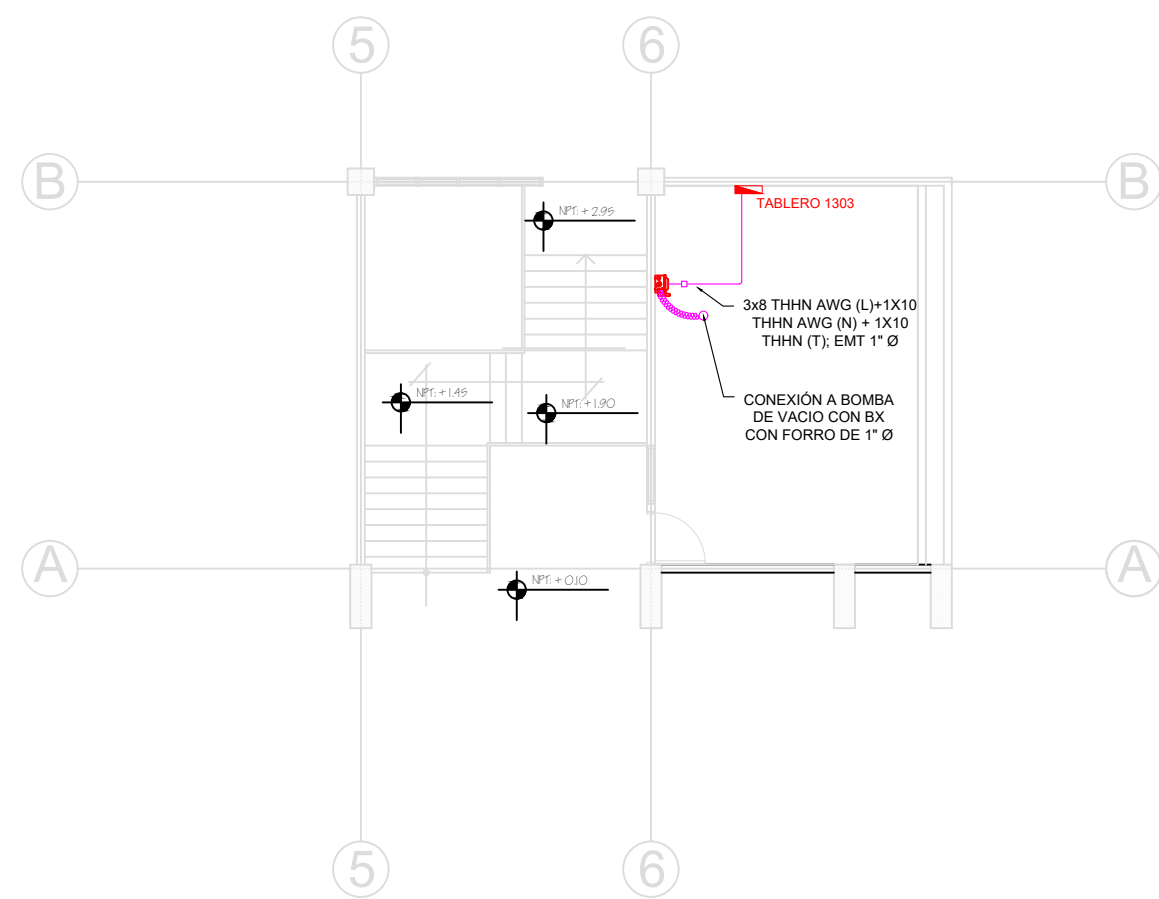 5
6
B
B
NPT: + 2.95
TABLERO 1303
3x8 THHN AWG (L)+1X10
THHN AWG (N) + 1X10
THHN (T); EMT 1" Ø
NPT: + 1.45
NPT: + 1.90
CONEXIÓN A BOMBA
DE VACIO CON BX
CON FORRO DE 1" Ø
A
A
NPT: + 0.10
5
6